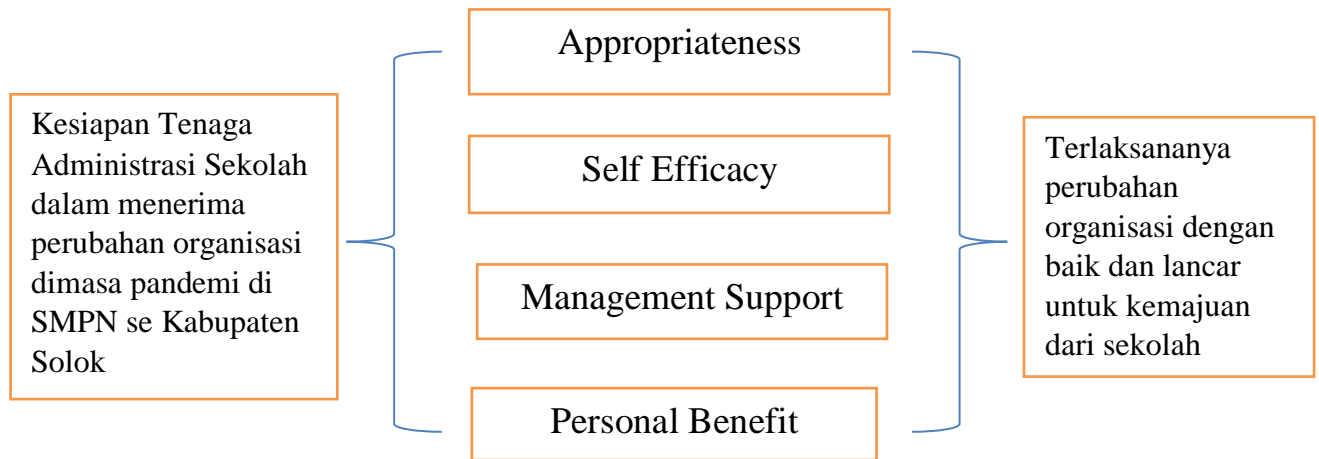 Kesiapan Tenaga
Administrasi Sekolah
dalam menerima
perubahan organisasi
dimasa pandemi di
SMPN se Kabupaten
Solok
Appropriateness
Self Efficacy
Management Support
Personal Benefit
Terlaksananya
perubahan
organisasi dengan
baik dan lancar
untuk kemajuan
dari sekolah